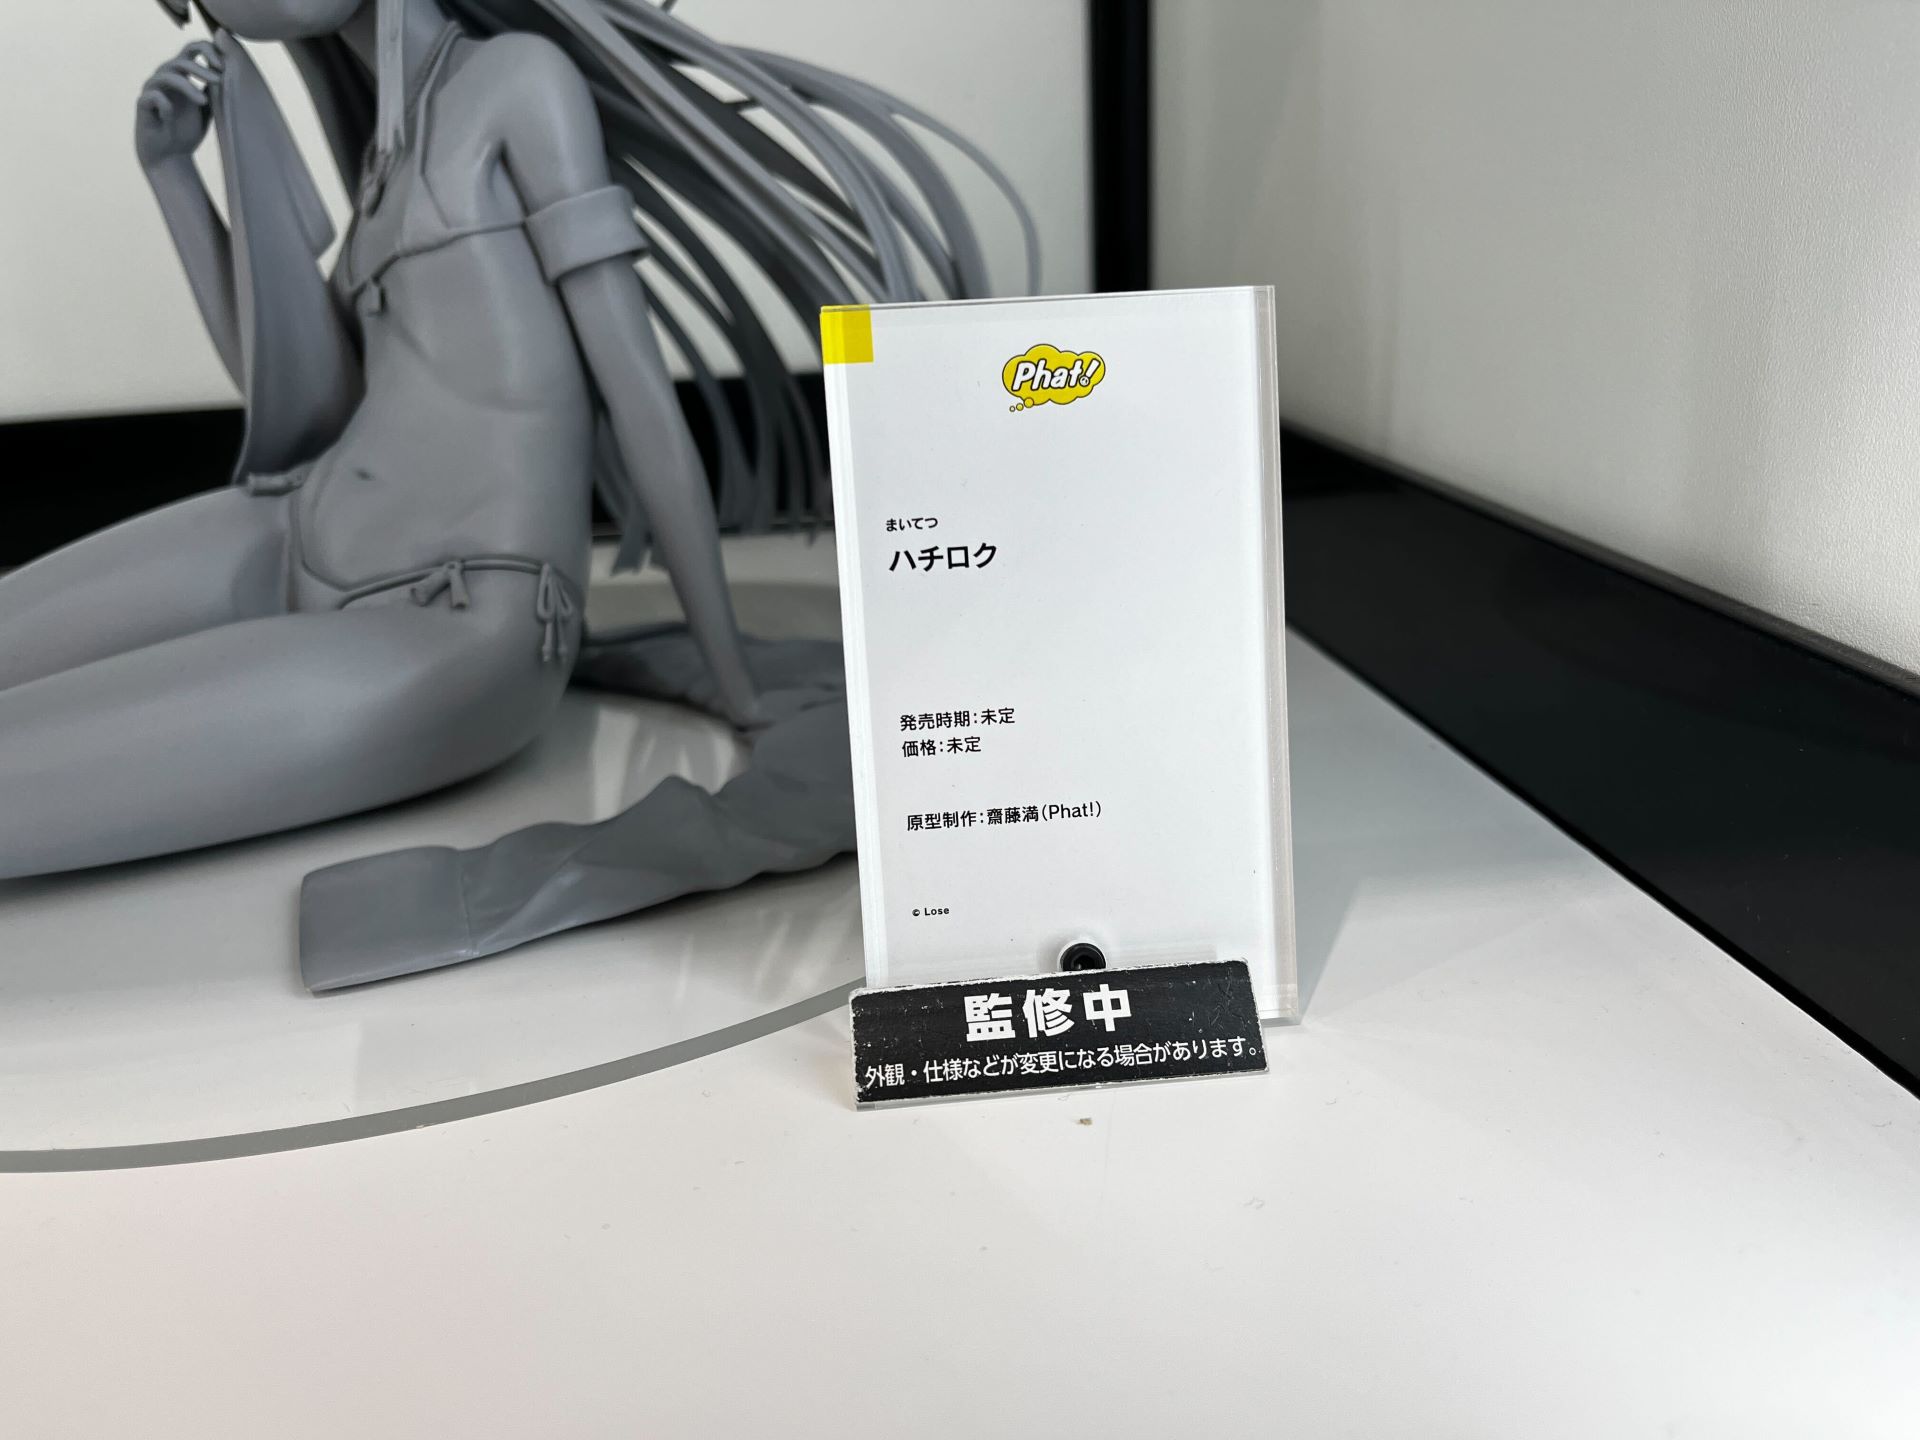 Phat!
まいてつ
ハチロク
発売時期：未定
価格：未定
原型制作：齋藤満（Phat!）
© Lose
監修中
外観・仕様などが変更になる場合があります。